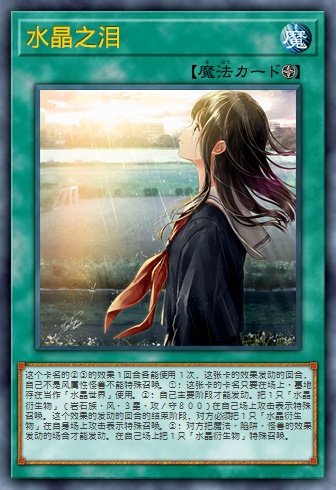 水晶之泪
【魔法カード】
这个卡名的①②的效果1回合各能使用1次，这张卡的效果发动的回合，
自己不是风属性怪兽不能特殊召唤。①：这张卡的卡名只要在场上·墓地
存在当作「水晶世界」使用。②：自己主要阶段才能发动。把1只「水晶
衍生物」（岩石族·风·3星·攻／守800）在自己场上攻击表示特殊
召唤。这个效果的发动的回合的结束阶段，对方必须把1只「水晶衍生
物」在自身场上攻击表示特殊召唤。②：对方把魔法·陷阱·怪兽的效果
发动的场合才能发动。在自己场上把1只「水晶衍生物」特殊召唤。